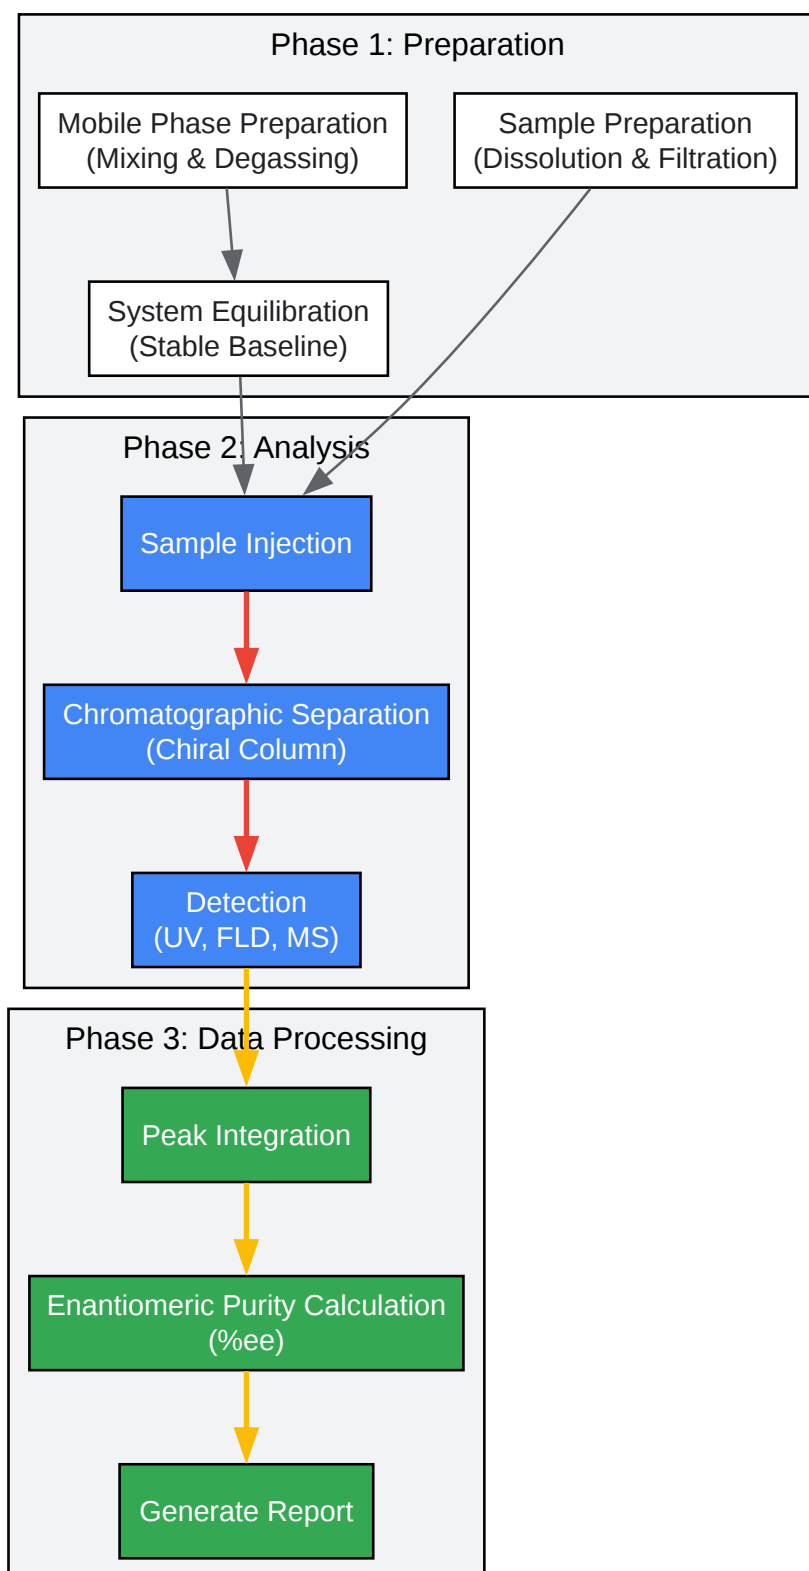 Phase 1: Preparation
Mobile Phase Preparation
(Mixing & Degassing)
Sample Preparation
(Dissolution & Filtration)
System Equilibration
(Stable Baseline)
Phase 2: Analysis
Sample Injection
Chromatographic Separation
(Chiral Column)
Detection
(UV, FLD, MS)
Phase 3: Data Processing
Peak Integration
Enantiomeric Purity Calculation
(%ee)
Generate Report